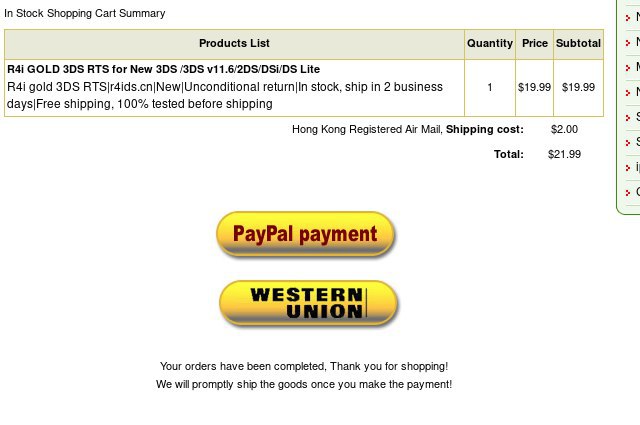 In Stock Shopping Cart Summary
Products List Quantity Price Subtotal
R4i GOLD 3DS RTS for New 3DS /3DS v11.6/2DS/DSi/DS Lite
R4i gold 3DS RTS|r4ids.cn|New|Unconditional return|In stock, ship in 2 business
days|Free shipping, 100% tested before shipping
1 $19.99 $19.99
Hong Kong Registered Air Mail, Shipping cost: $2.00
Total: $21.99
PayPal payment
WESTERN
UNION
Your orders have been completed, Thank you for shopping!
We will promptly ship the goods once you make the payment!